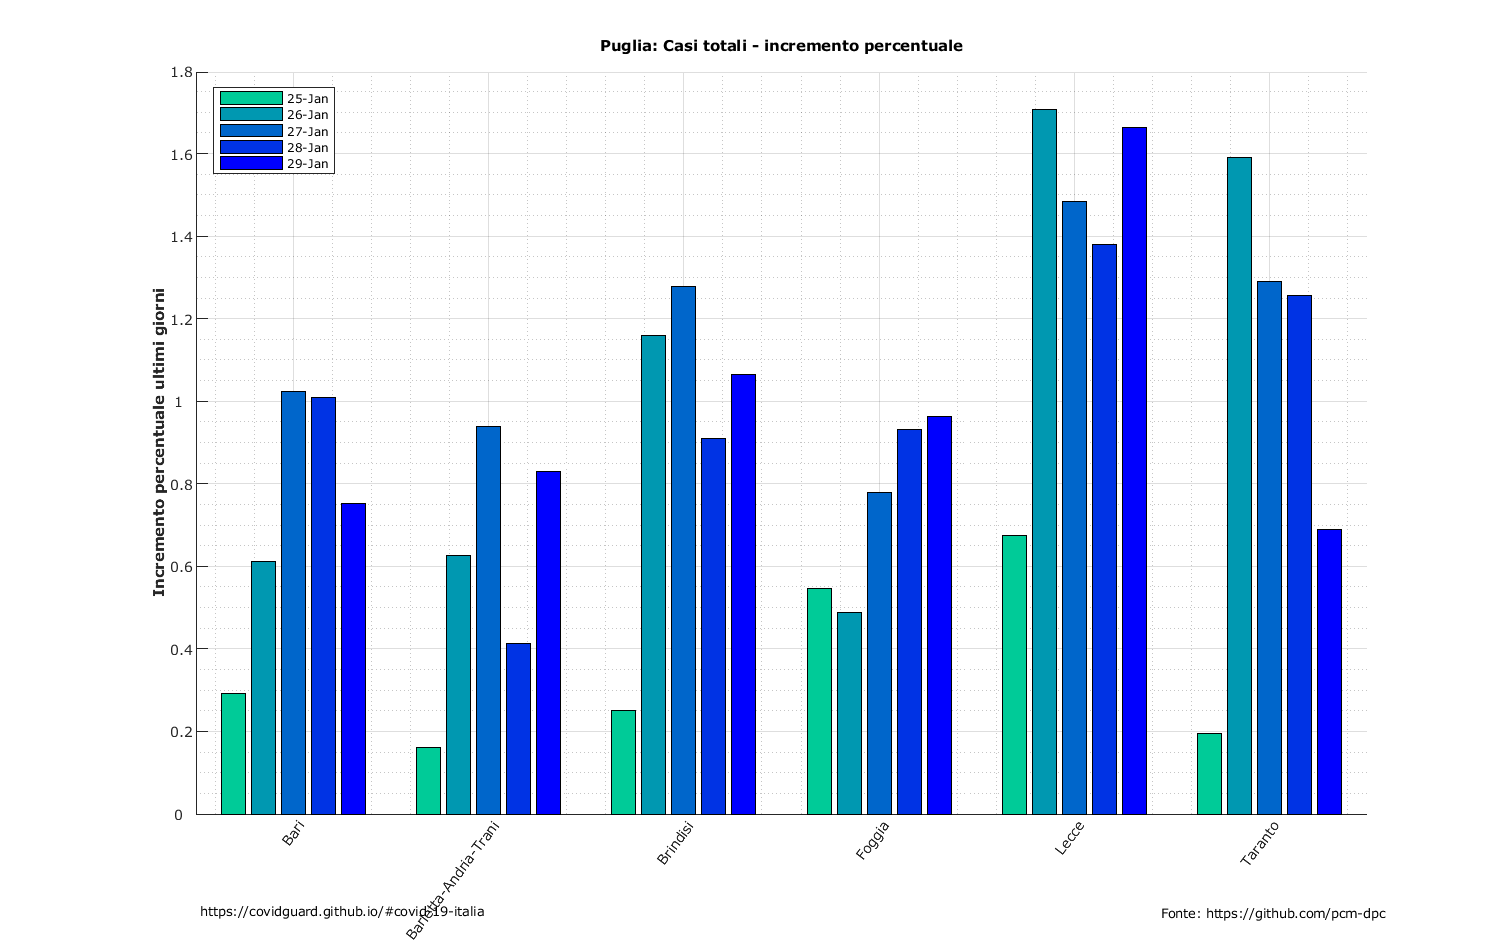 Puglia: Casi totali - incremento percentuale
Incremento percentuale ultimi giorni
1.8
1.6
1.4
1.2
1
0.8
0.6
0.4
0.2
0
25-Jan
26-Jan
27-Jan
28-Jan
29-Jan
Bari
Barletta-Andria-Trani
Brindisi
Foggia
Lecce
Taranto
https://covidguard.github.io/#covid-19-italia
Fonte: https://github.com/pcm-dpc